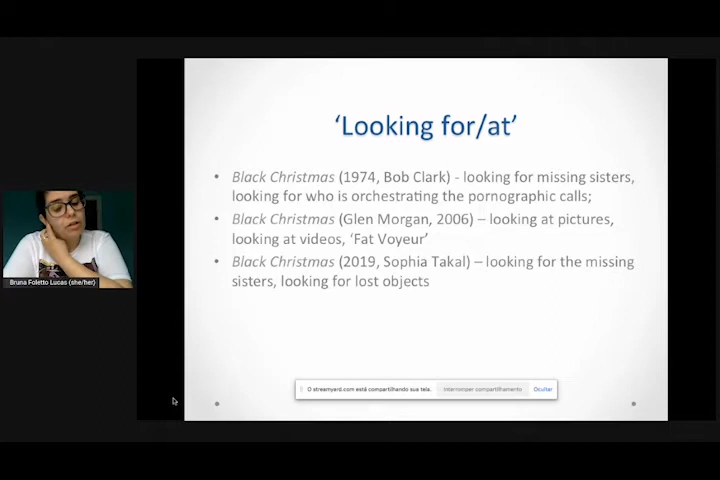 'Looking for/at'
• Black Christmas (1974, Bob Clark) - looking for missing sisters,
looking for who is orchestrating the pornographic calls;
• Black Christmas (Glen Morgan, 2006) – looking at pictures,
looking at videos, 'Fat Voyeur'
• Black Christmas (2019, Sophia Takal) – looking for the missing
sisters, looking for lost objects
Bruna Foletto Lucas (she/her)
O streamyard.com está compartilhando sua tela. Interromper compartilhamento Ocultar